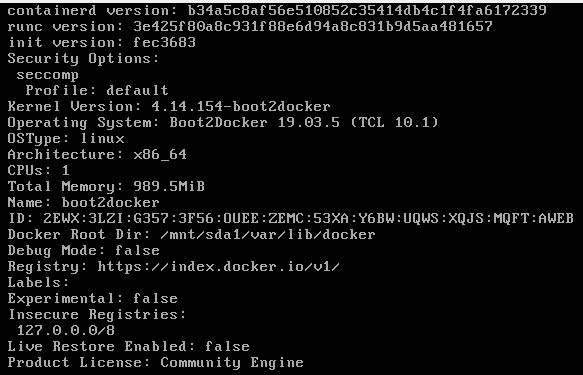 containerd version: b34a5c8af56e510852c35414db4c1f4fa6172339
runc version: 3e425f80a8c931f88e6d94a8c831b9d5aa481657
init version: fec3683
Security Options:
seccomp
Profile: default
Kernel Version: 4.14.154-boot2docker
Operating System: Boot2Docker 19.03.5 (TCL 10.1)
OSType: linux
Architecture: x86_64
CPUs: 1
Total Memory: 989.5MiB
Name: boot2docker
ID: 2EWX:3LZI:G357:3F56:OUEE:ZEMC:53XA:Y6BW:UQWS:XQJS:MQFT:AWEB
Docker Root Dir: /mnt/sda1/var/lib/docker
Debug Mode: false
Registry: https://index.docker.io/v1/
Labels:
Experimental: false
Insecure Registries:
127.0.0.0/8
Live Restore Enabled: false
Product License: Community Engine